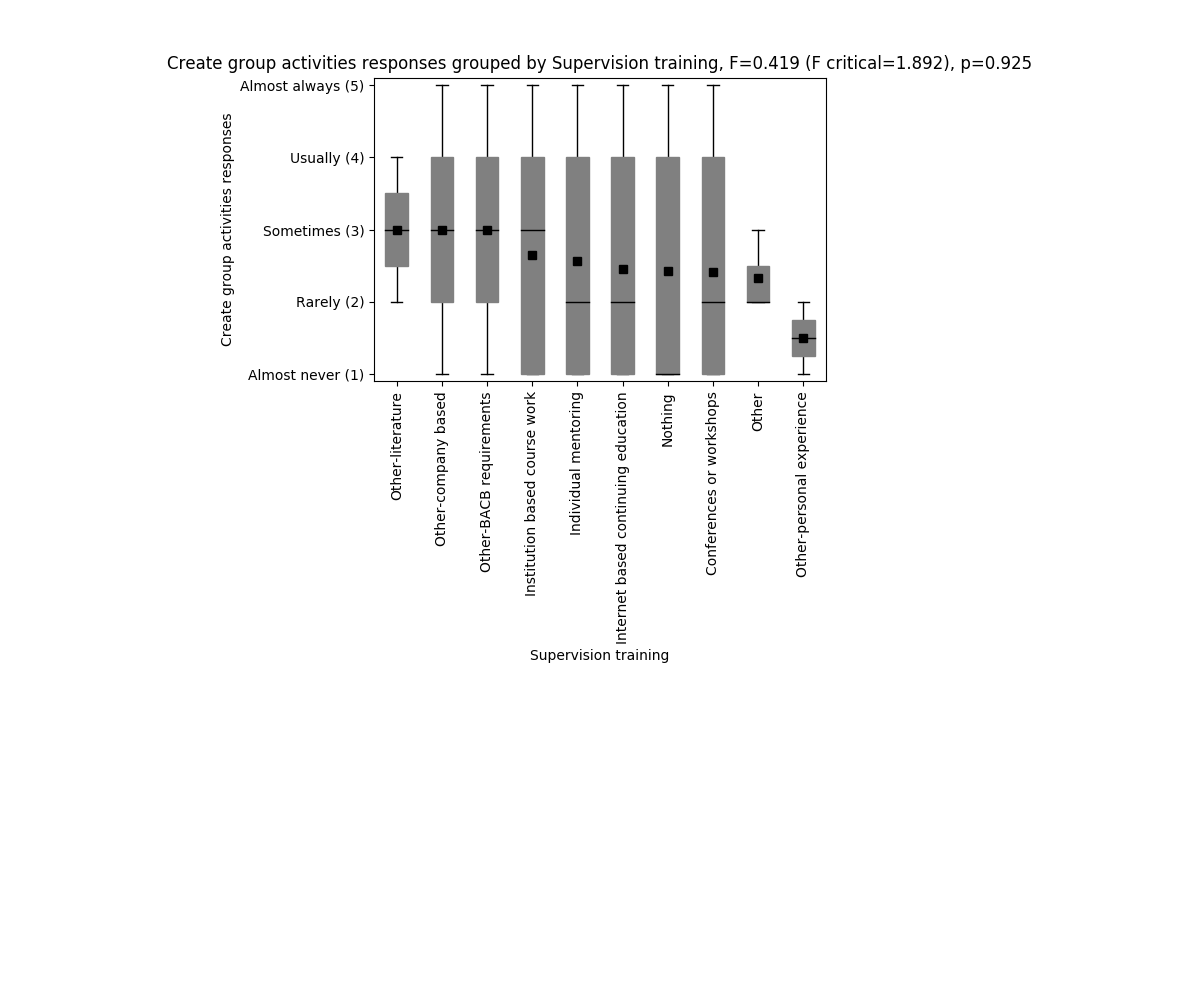 Create group activities responses grouped by Supervision training, F=0.419 (F critical=1.892), p=0.925
Create group activities responses
Almost always (5)
Usually (4)
Sometimes (3)
Rarely (2)
Almost never (1)
Other-literature
Other-company based
Other-BACB requirements
Institution based course work
Individual mentoring
Internet based continuing education
Nothing
Conferences or workshops
Other
Other-personal experience
Supervision training